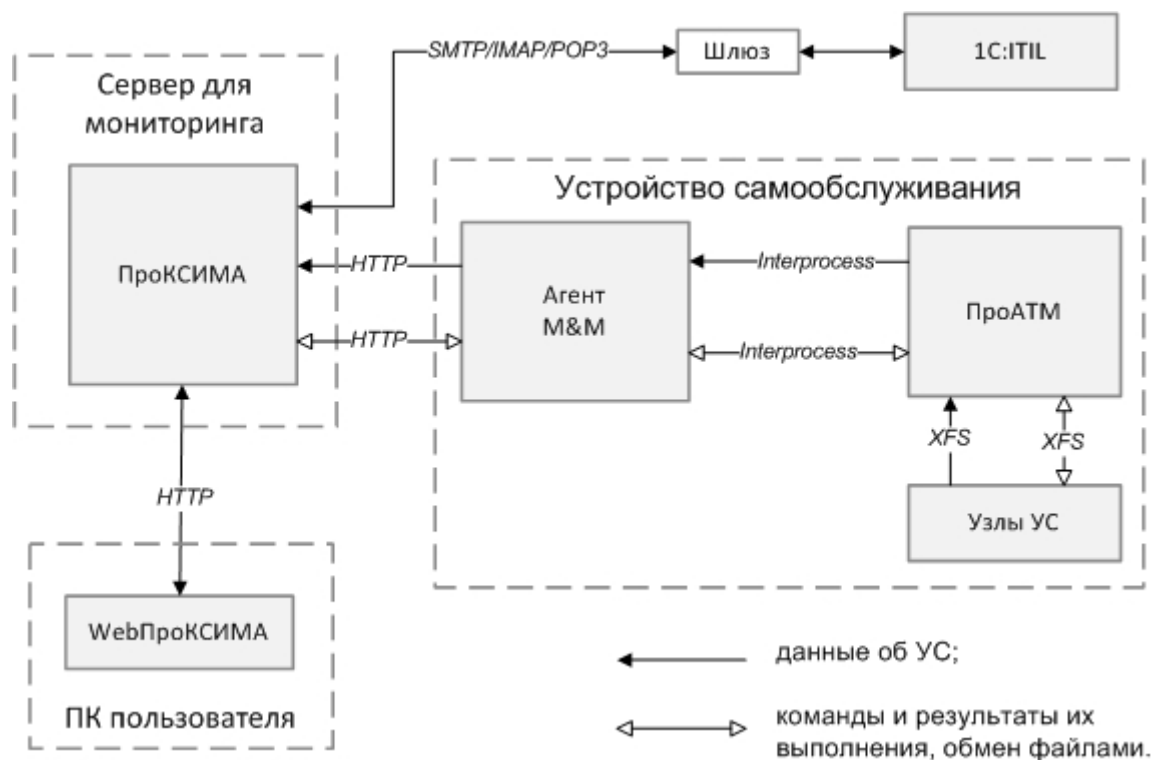 SMTP/IMAP/POP3
Шлюз
1С:ITIL
Сервер для
мониторинга
ПроКСИМА
Устройство самообслуживания
HTTP
HTTP
Агент
М&М
Interprocess
Interprocess
ПроАТМ
XFS
XFS
Узлы УС
HTTP
WebПроКСИМА
ПК пользователя
данные об УС;
команды и результаты их
выполнения, обмен файлами.